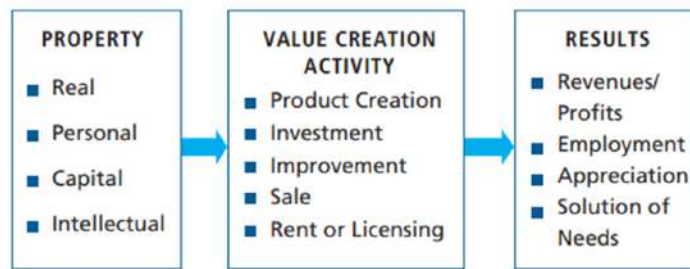 PROPERTY
Real
Personal
Capital
Intellectual
VALUE CREATION
ACTIVITY
Product Creation
Investment
Improvement
Sale
Rent or Licensing
RESULTS
Revenues/
Profits
Employment
Appreciation
Solution of
Needs